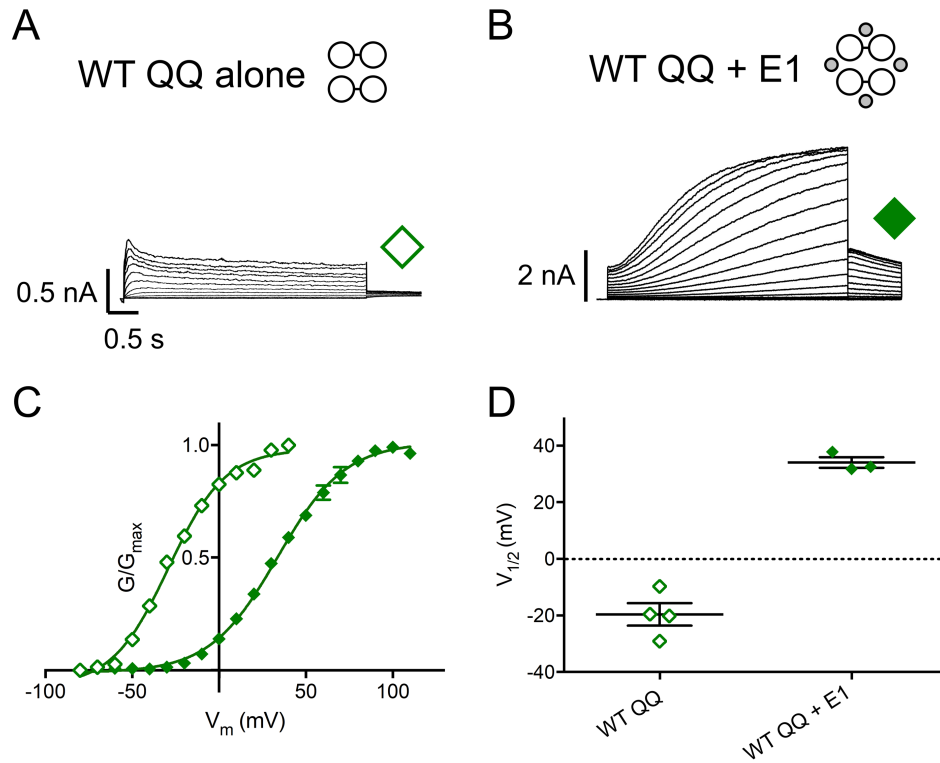 A
WT QQ alone
0.5 nA
0.5 s
B
WT QQ + E1
2 nA
C
G/Gmax
1.0
0.5
-100
-50
50
100
Vm (mV)
D
V1/2 (mV)
40
20
0
-20
-40
WT QQ
WT QQ + E1